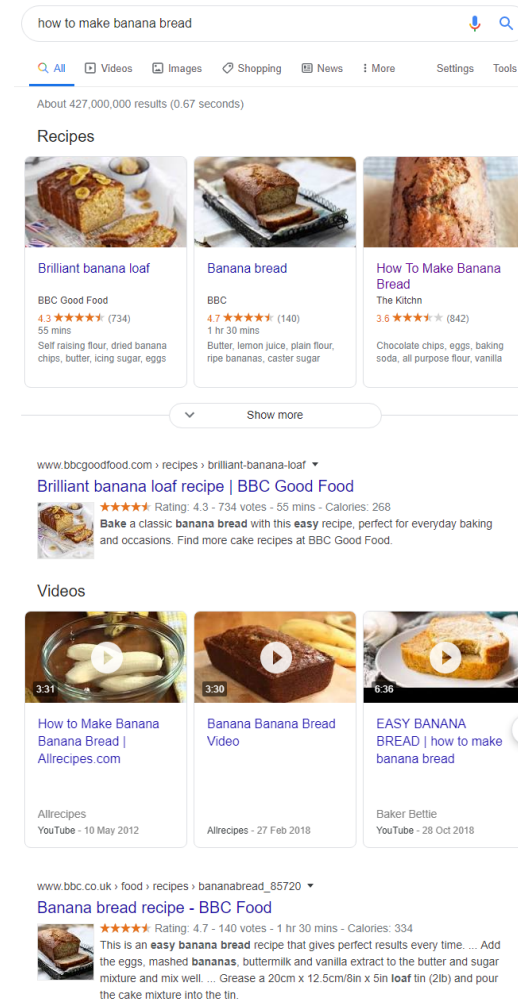 how to make banana bread
All Videos Images Shopping News More Settings Tools
About 427,000,000 results (0.67 seconds)
Recipes
Brilliant banana loaf
BBC Good Food
4.3 (734)
55 mins
Self raising flour, dried banana
chips, butter, icing sugar, eggs
Banana bread
BBC
4.7 (140)
1 hr 30 mins
Butter, lemon juice, plain flour,
ripe bananas, caster sugar
How To Make Banana
Bread
The Kitchn
3.6 (842)
Chocolate chips, eggs, baking
soda, all purpose flour, vanilla
Show more
www.bbcgoodfood.com › recipes › brilliant-banana-loaf
Brilliant banana loaf recipe | BBC Good Food
Rating: 4.3 - 734 votes - 55 mins - Calories: 268
Bake a classic banana bread with this easy recipe, perfect for everyday baking
and occasions. Find more cake recipes at BBC Good Food.
Videos
3:31
How to Make Banana
Banana Bread |
Allrecipes.com
Allrecipes
YouTube - 10 May 2012
3:30
Banana Banana Bread
Video
Allrecipes - 27 Feb 2018
6:36
EASY BANANA
BREAD | how to make
banana bread
Baker Bettie
YouTube - 28 Oct 2018
www.bbc.co.uk › food › recipes › bananabread_85720
Banana bread recipe - BBC Food
Rating: 4.7 - 140 votes - 1 hr 30 mins - Calories: 334
This is an easy banana bread recipe that gives perfect results every time. ... Add
the eggs, mashed bananas, buttermilk and vanilla extract to the butter and sugar
mixture and mix well. ... Grease a 20cm x 12.5cm/8in x 5in loaf tin (2lb) and pour
the cake mixture into the tin.